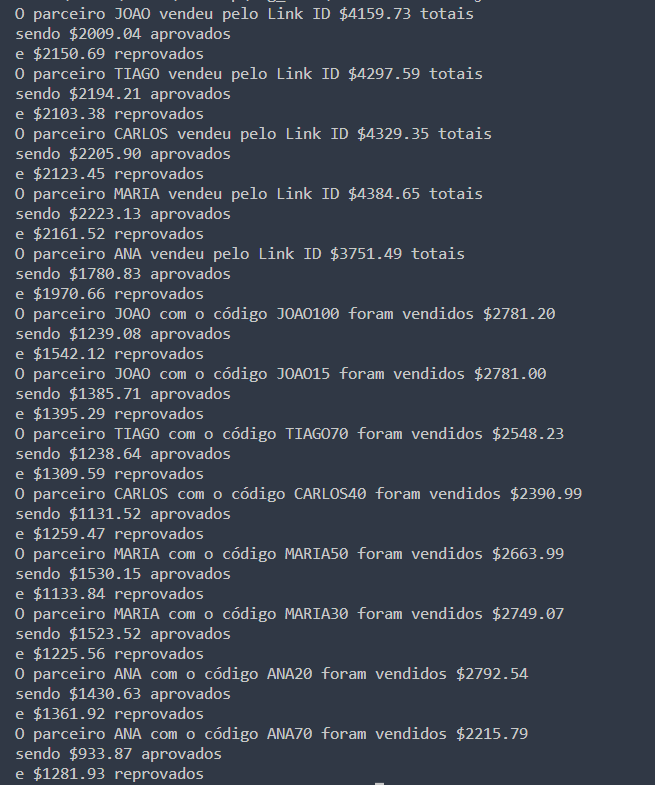 O parceiro JOAO vendeu pelo Link ID $4159.73 totais
sendo $2009.04 aprovados
e $2150.69 reprovados
O parceiro TIAGO vendeu pelo Link ID $4297.59 totais
sendo $2194.21 aprovados
e $2103.38 reprovados
O parceiro CARLOS vendeu pelo Link ID $4329.35 totais
sendo $2205.90 aprovados
e $2123.45 reprovados
O parceiro MARIA vendeu pelo Link ID $4384.65 totais
sendo $2223.13 aprovados
e $2161.52 reprovados
O parceiro ANA vendeu pelo Link ID $3751.49 totais
sendo $1780.83 aprovados
e $1970.66 reprovados
O parceiro JOAO com o código JOAO100 foram vendidos $2781.20
sendo $1239.08 aprovados
e $1542.12 reprovados
O parceiro JOAO com o código JOAO15 foram vendidos $2781.00
sendo $1385.71 aprovados
e $1395.29 reprovados
O parceiro TIAGO com o código TIAGO70 foram vendidos $2548.23
sendo $1238.64 aprovados
e $1309.59 reprovados
O parceiro CARLOS com o código CARLOS40 foram vendidos $2390.99
sendo $1131.52 aprovados
e $1259.47 reprovados
O parceiro MARIA com o código MARIA50 foram vendidos $2663.99
sendo $1530.15 aprovados
e $1133.84 reprovados
O parceiro MARIA com o código MARIA30 foram vendidos $2749.07
sendo $1523.52 aprovados
e $1225.56 reprovados
O parceiro ANA com o código ANA20 foram vendidos $2792.54
sendo $1430.63 aprovados
e $1361.92 reprovados
O parceiro ANA com o código ANA70 foram vendidos $2215.79
sendo $933.87 aprovados
e $1281.93 reprovados